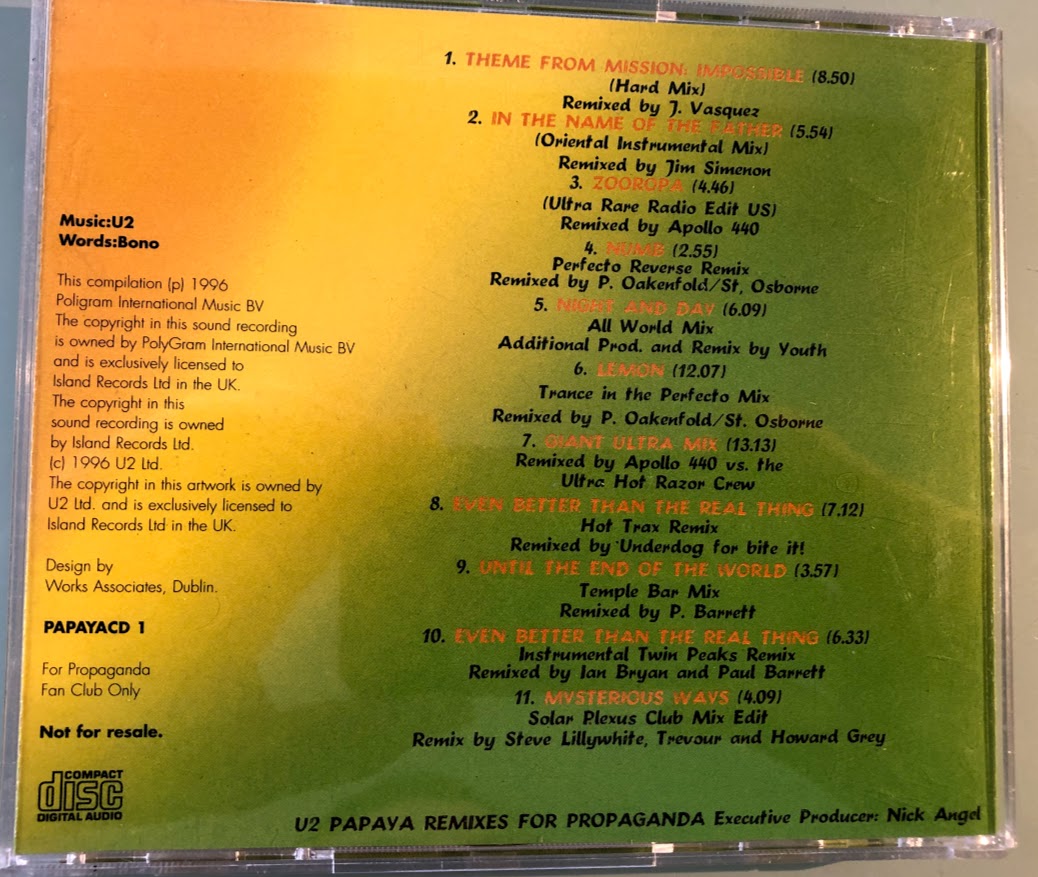 Music:U2
Words:Bono
This compilation (p) 1996
Poligram International Music BV
The copyright in this sound recording
is owned by PolyGram International Music BV
and is exclusively licensed to
Island Records Ltd in the UK.
The copyright in this
sound recording is owned
by Island Records Ltd.
(c) 1996 U2 Ltd.
The copyright in this artwork is owned by
U2 Ltd. and is exclusively licensed to
Island Records Ltd in the UK.
Design by
Works Associates, Dublin.
PAPAYACD 1
For Propaganda
Fan Club Only
Not for resale.
COMPACT
disc
DIGITAL AUDIO
1. THEME FROM MISSION: IMPOSSIBLE (8.50)
(Hard Mix)
Remixed by J. Vasquez
2. IN THE NAME OF THE FATHER (5.54)
(Oriental Instrumental Mix)
Remixed by Jim Simenon
3. ZOOROPA (4.46)
(Ultra Rare Radio Edit US)
Remixed by Apollo 440
4. NUMB (2.55)
Perfecto Reverse Remix
Remixed by P. Oakenfold/St, Osborne
5. NIGHT AND DAY (6.09)
All World Mix
Additional Prod. and Remix by Youth
6. LEMON (12.07)
Trance in the Perfecto Mix
Remixed by P. Oakenfold/St. Osborne
7. GIANT ULTRA MIX (13.13)
Remixed by Apollo 440 vs. the
Ultra Hot Razor Crew
8. EVEN BETTER THAN THE REAL THING (7.12)
Hot Trax Remix
Remixed by Underdog for bite it!
9. UNTIL THE END OF THE WORLD (3.57)
Temple Bar Mix
Remixed by P. Barrett
10. EVEN BETTER THAN THE REAL THING (6.33)
Instrumental Twin Peaks Remix
Remixed by Ian Bryan and Paul Barrett
11. MYSTERIOUS WAYS (4.09)
Solar Plexus Club Mix Edit
Remix by Steve Lillywhite, Trevour and Howard Grey
U2 PAPAYA REMIXES FOR PROPAGANDA Executive Producer: Nick Angel